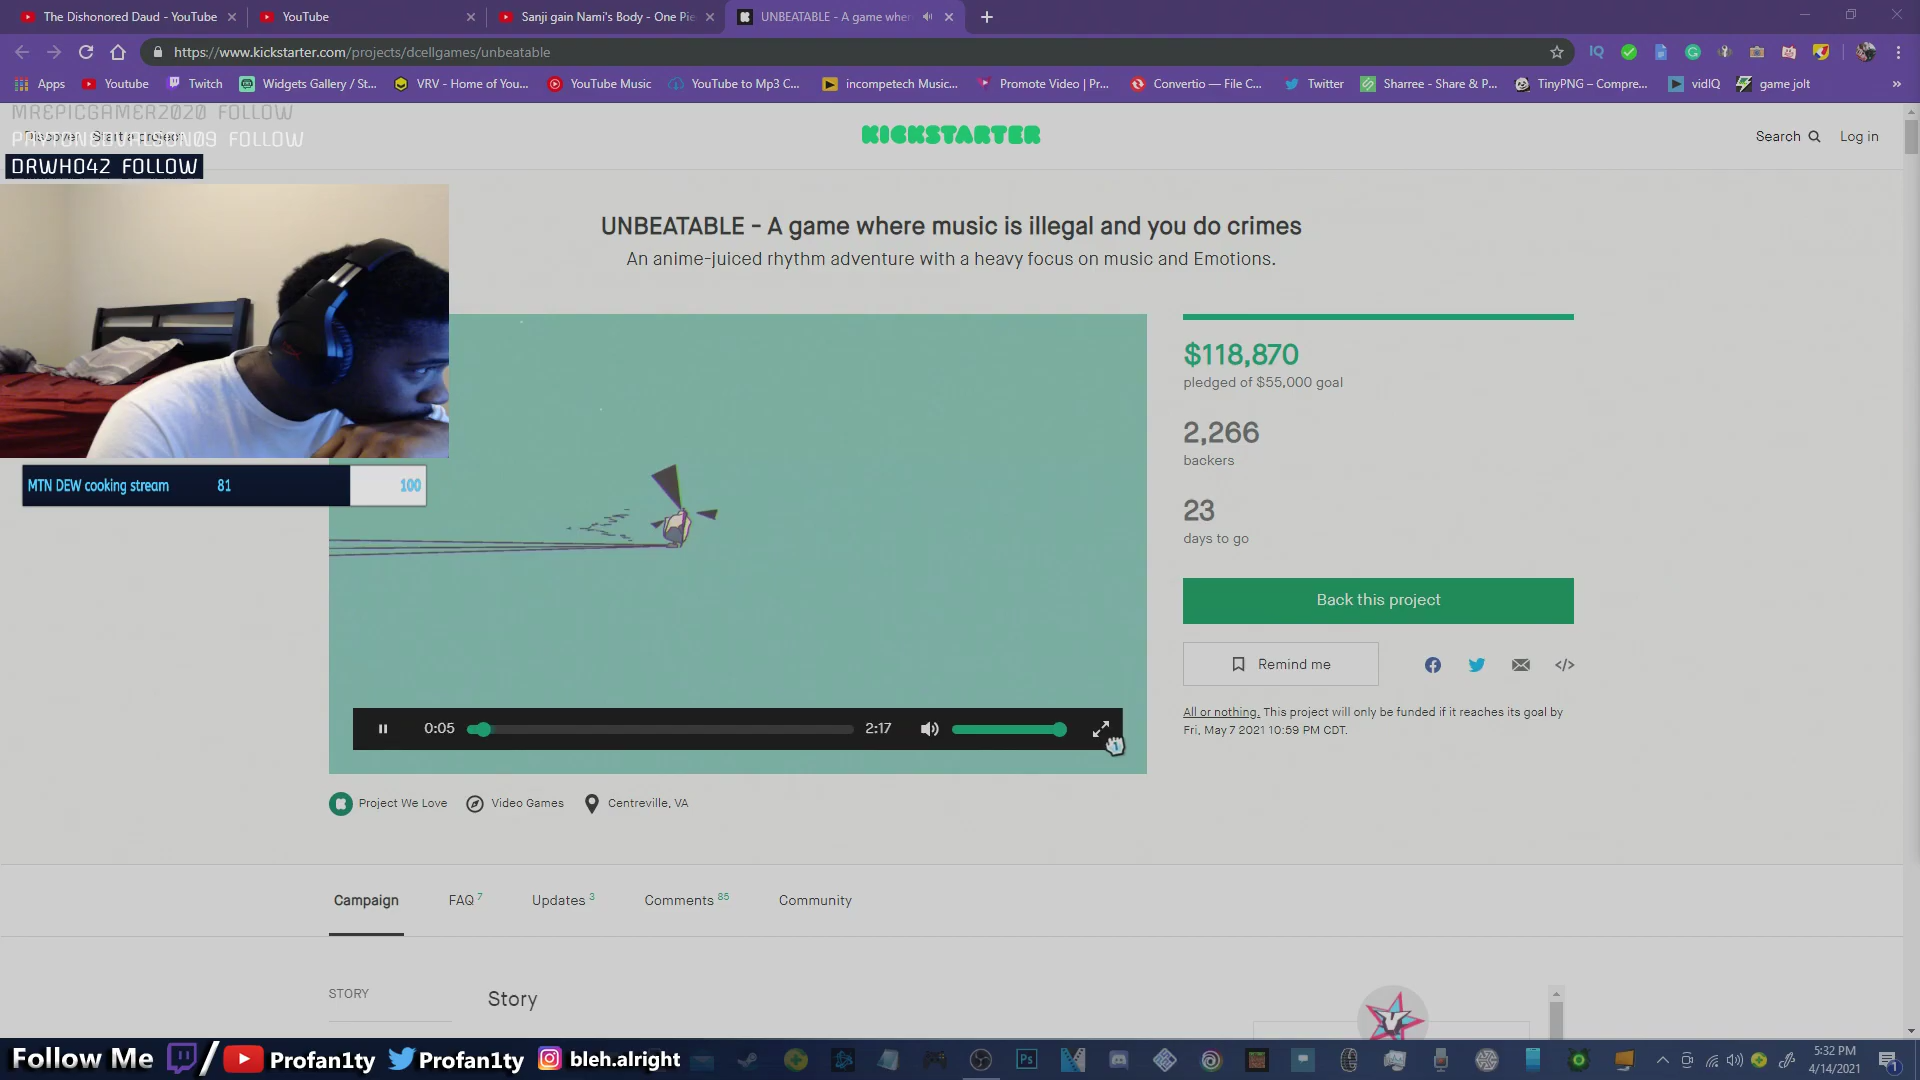 The Dishonored Daud - YouTube
YouTube
Sanji gain Nami's Body - One Pie
UNBEATABLE - A game wher
https://www.kickstarter.com/projects/dcellgames/unbeatable
Apps
Youtube
Twitch
Widgets Gallery / St...
VRV - Home of You...
YouTube Music
YouTube to Mp3 C...
incompetech Music...
Promote Video | Pr...
Convertio — File C...
Twitter
Sharree - Share & P...
TinyPNG – Compre...
vidIQ
game jolt
»
MREPICGAMER2020 FOLLOW
Discover Start a project
FOLLOW
DRWHO42 FOLLOW
KICKSTARTER
Search
Log in
UNBEATABLE - A game where music is illegal and you do crimes
An anime-juiced rhythm adventure with a heavy focus on music and Emotions.
$118,870
pledged of $55,000 goal
2,266
backers
23
days to go
Back this project
Remind me
All or nothing. This project will only be funded if it reaches its goal by
Fri, May 7 2021 10:59 PM CDT.
MTN DEW cooking stream 81 100
0:05
2:17
Project We Love
Video Games
Centreville, VA
Campaign
FAQ 7
Updates 3
Comments 85
Community
STORY
Story
Follow Me / Profan1ty Profan1ty bleh.alright
Ps
5:32 PM
4/14/2021
1